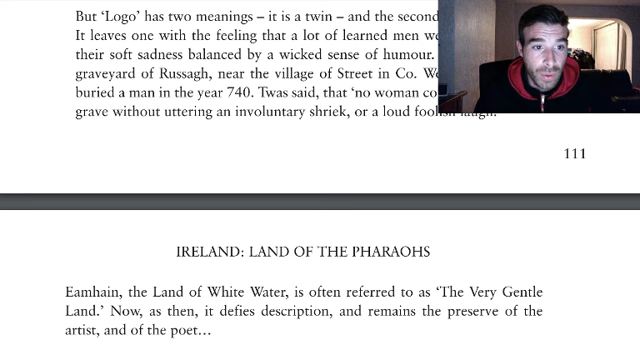 But ‘Logo’ has two meanings – it is a twin – and the second
It leaves one with the feeling that a lot of learned men
their soft sadness balanced by a wicked sense of humour.
graveyard of Russagh, near the village of Street in Co.
buried a man in the year 740. Twas said, that ‘no woman
grave without uttering an involuntary shriek, or a loud foolish laugh.
111
IRELAND: LAND OF THE PHARAOHS
Eamhain, the Land of White Water, is often referred to as ‘The Very Gentle
Land.’ Now, as then, it defies description, and remains the preserve of the
artist, and of the poet…